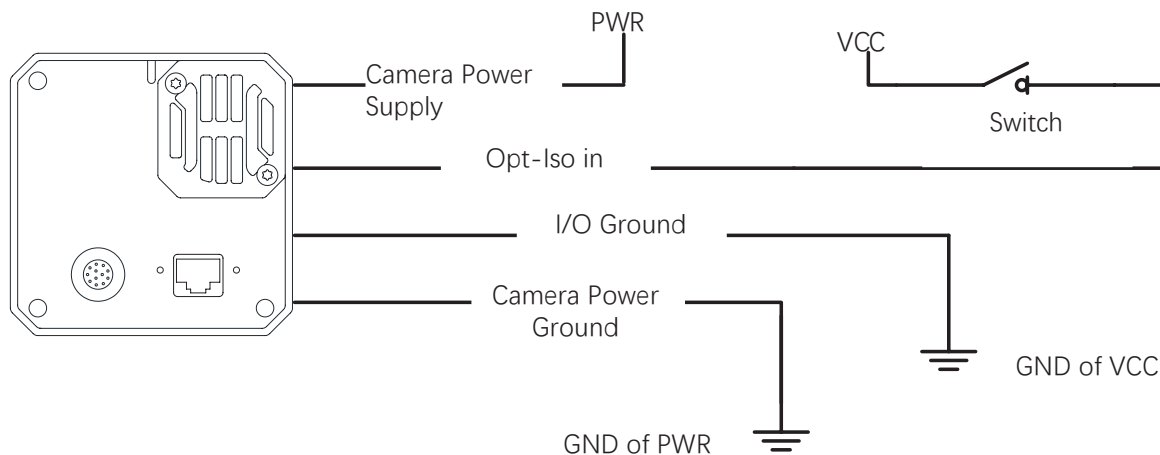 PWR
VCC
Camera Power
Supply
Switch
Opt-Iso in
I/O Ground
Camera Power
Ground
GND of VCC
GND of PWR